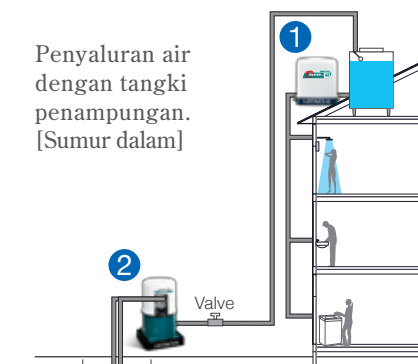 Penyaluran air
dengan tangki
penampungan.
[Sumur dalam]
1
2
Valve